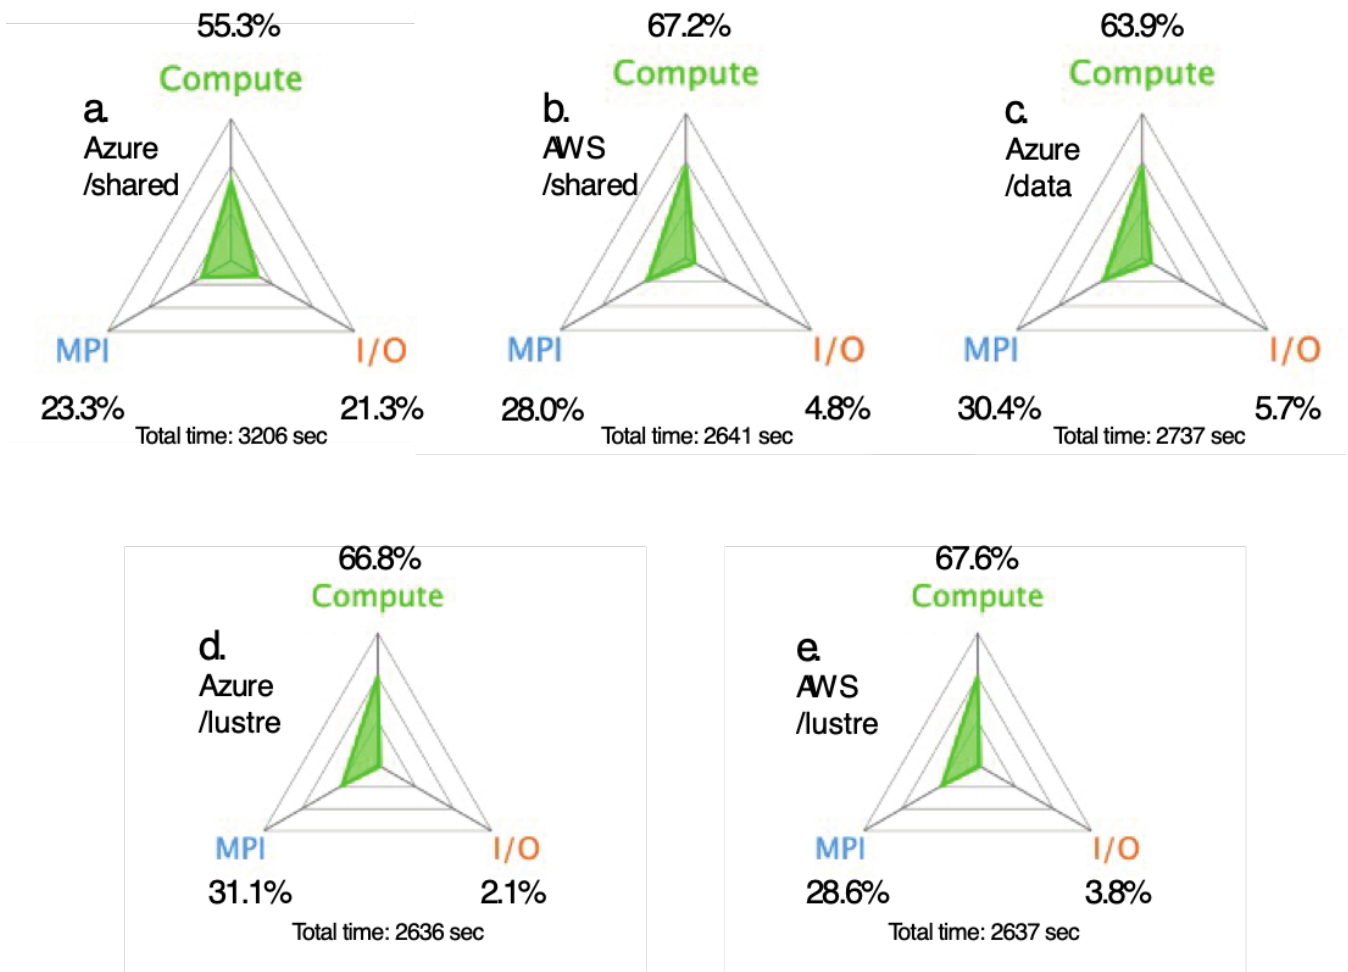 55.3%
Compute
a.
Azure
/shared
MPI
I/O
23.3%
21.3%
Total time: 3206 sec
67.2%
Compute
b.
AWS
/shared
MPI
I/O
28.0%
4.8%
Total time: 2641 sec
63.9%
Compute
c.
Azure
/data
MPI
I/O
30.4%
5.7%
Total time: 2737 sec
66.8%
Compute
d.
Azure
/lustre
MPI
I/O
31.1%
2.1%
Total time: 2636 sec
67.6%
Compute
e.
AWS
/lustre
MPI
I/O
28.6%
3.8%
Total time: 2637 sec